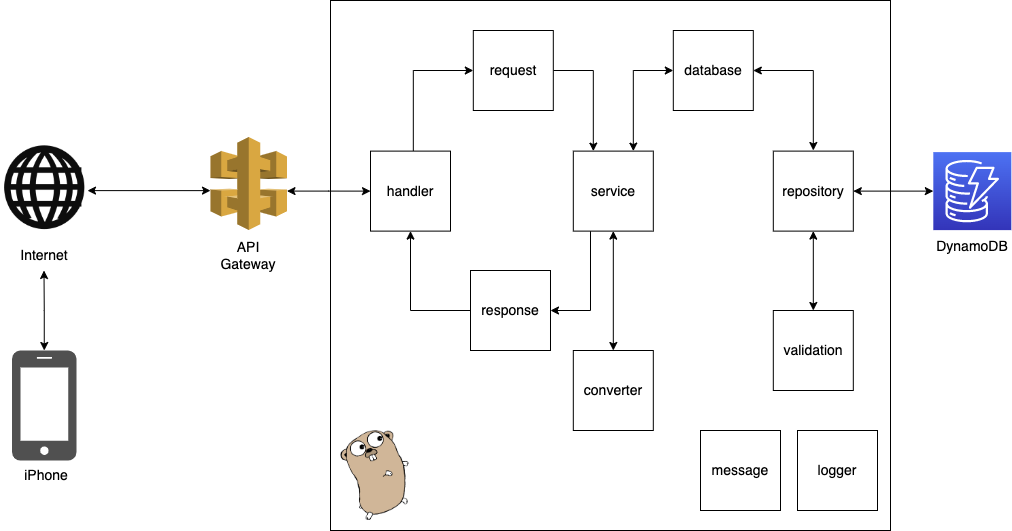 request
database
handler
service
repository
Internet
API
Gateway
DynamoDB
response
validation
converter
iPhone
message
logger